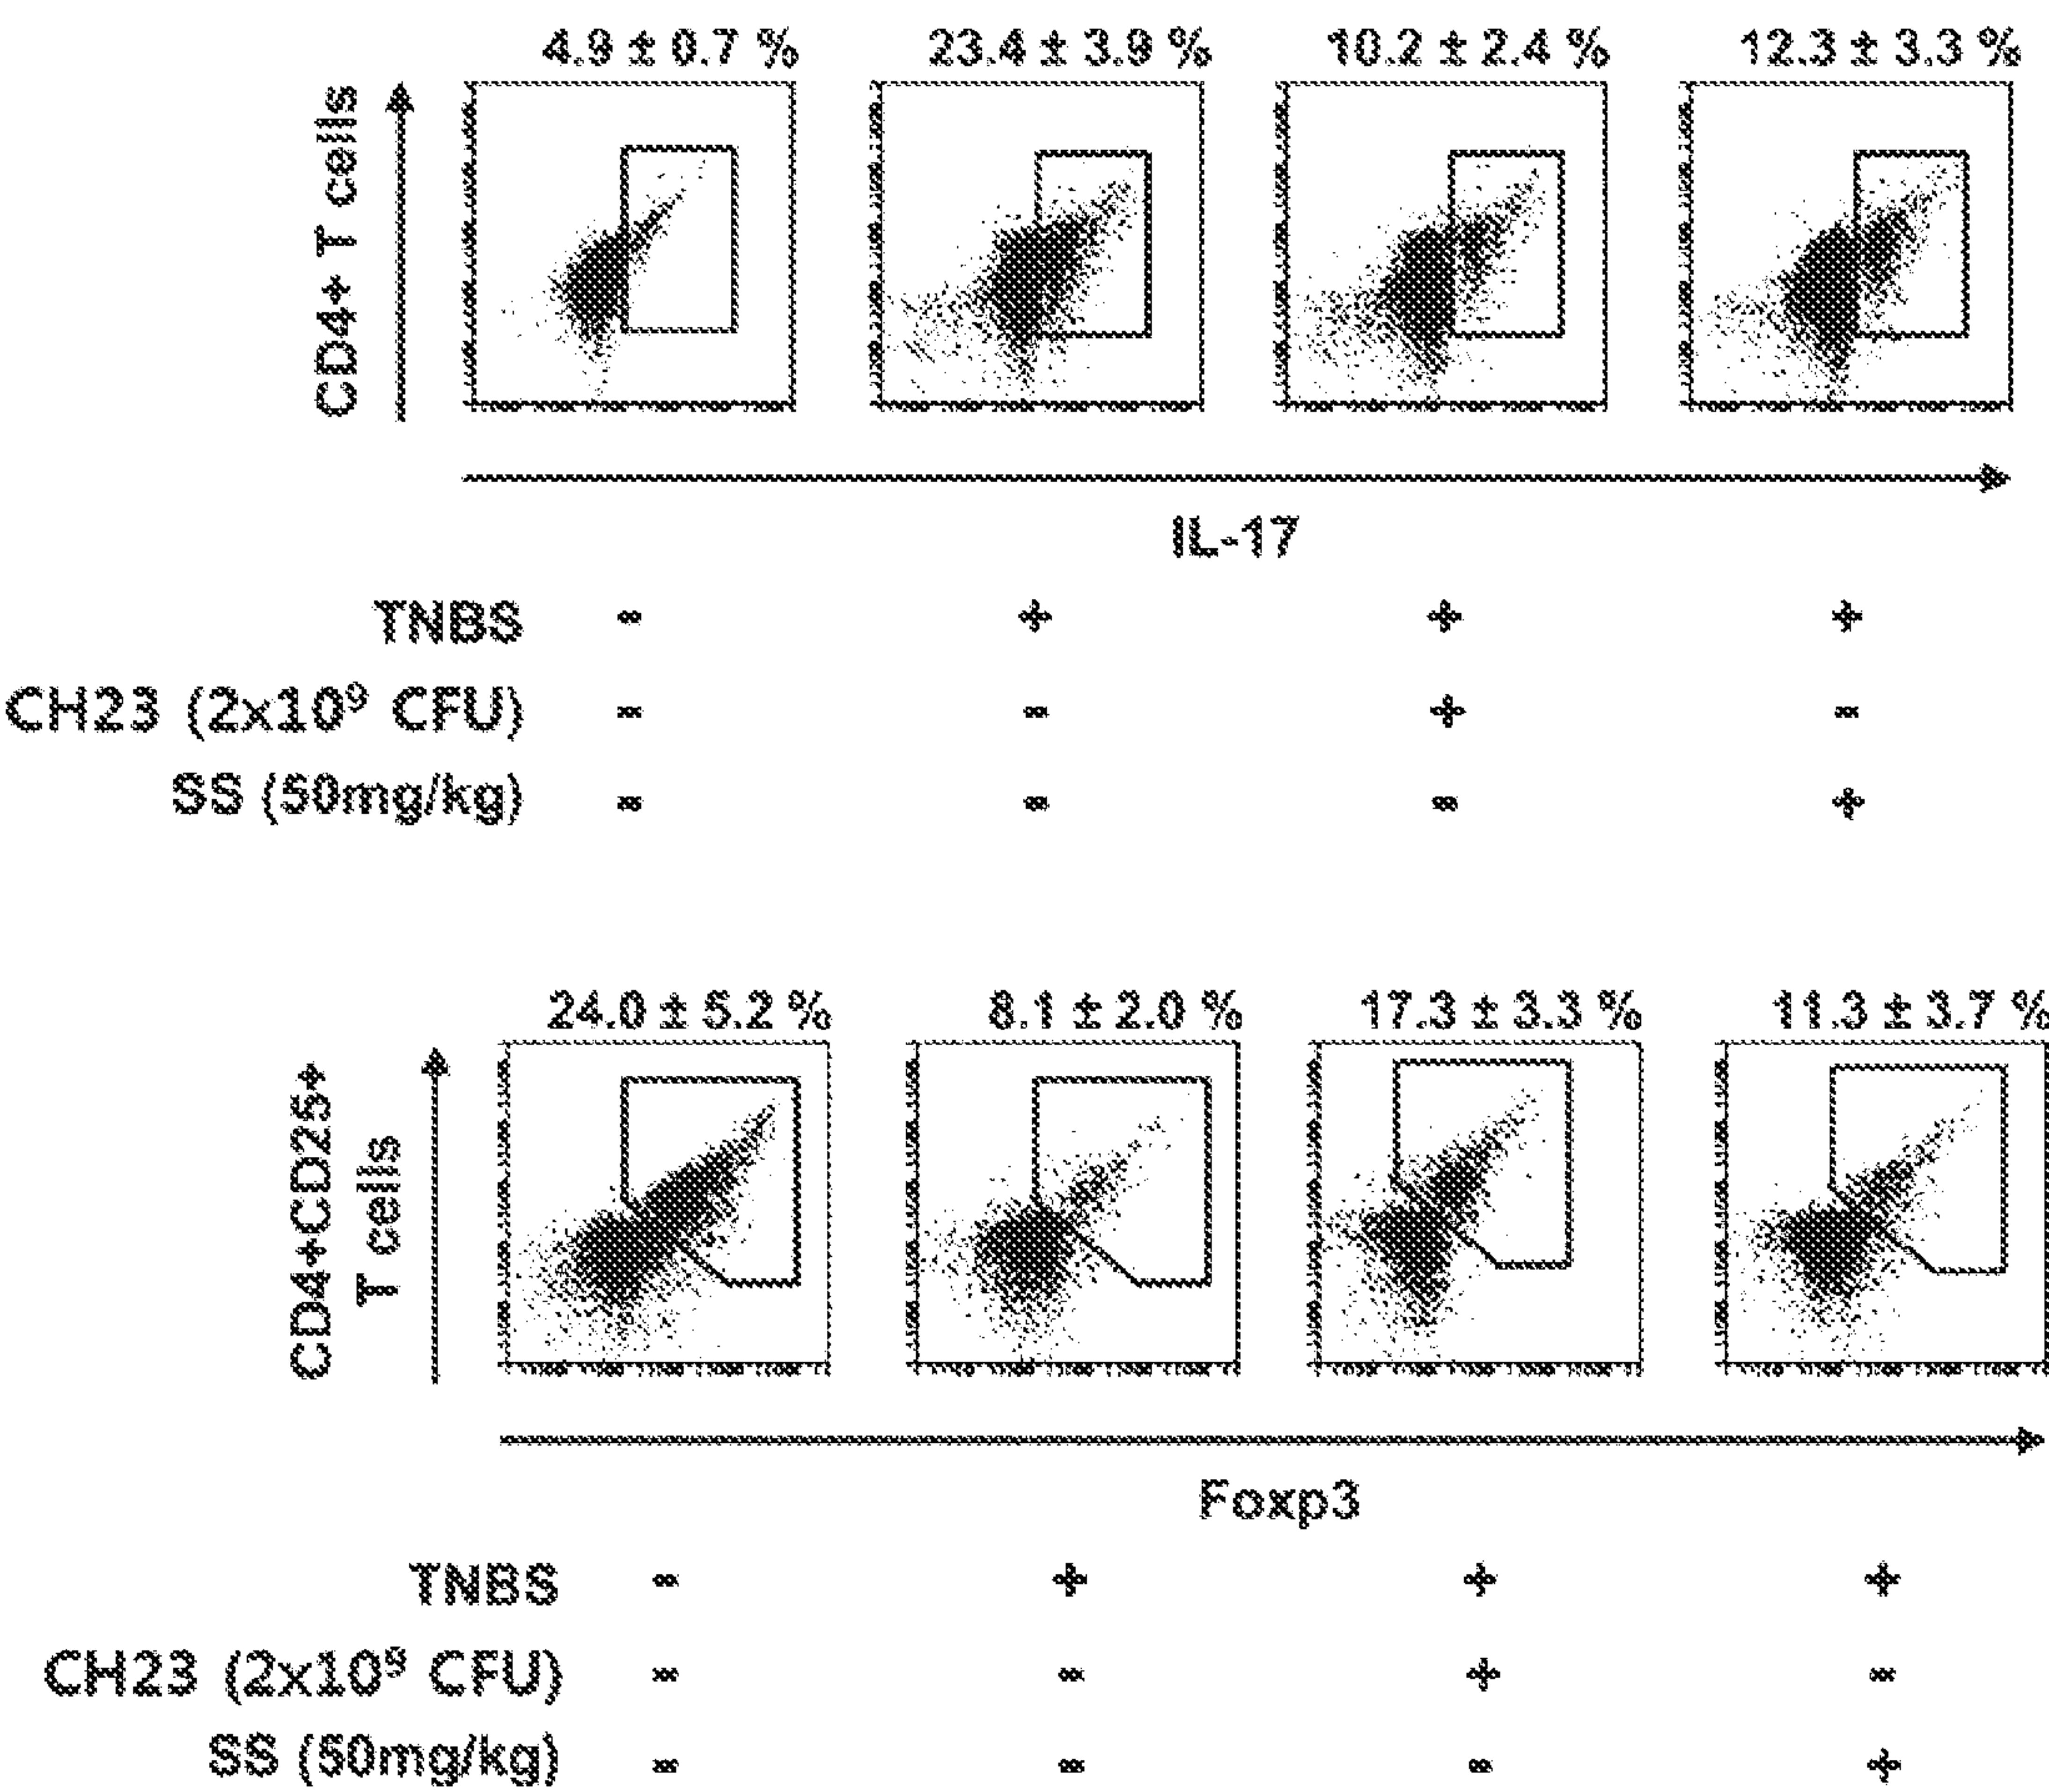 4.9 ± 0.7 % 23.4 ± 3.9 % 10.2 ± 2.4 % 12.3 ± 3.3 %
CD4+ T cells
IL-17
TNBS - + + +
CH23 (2x10⁹ CFU) - - + -
SS (50mg/kg) - - - +
24.0 ± 5.2 % 8.1 ± 2.0 % 17.3 ± 3.3 % 11.3 ± 3.7 %
CD4+CD25+
T cells
Foxp3
TNBS - + + +
CH23 (2x10⁹ CFU) - - + -
SS (50mg/kg) - - - +